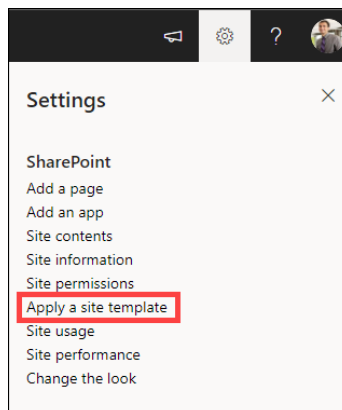 ?
Settings
SharePoint
Add a page
Add an app
Site contents
Site information
Site permissions
Apply a site template
Site usage
Site performance
Change the look